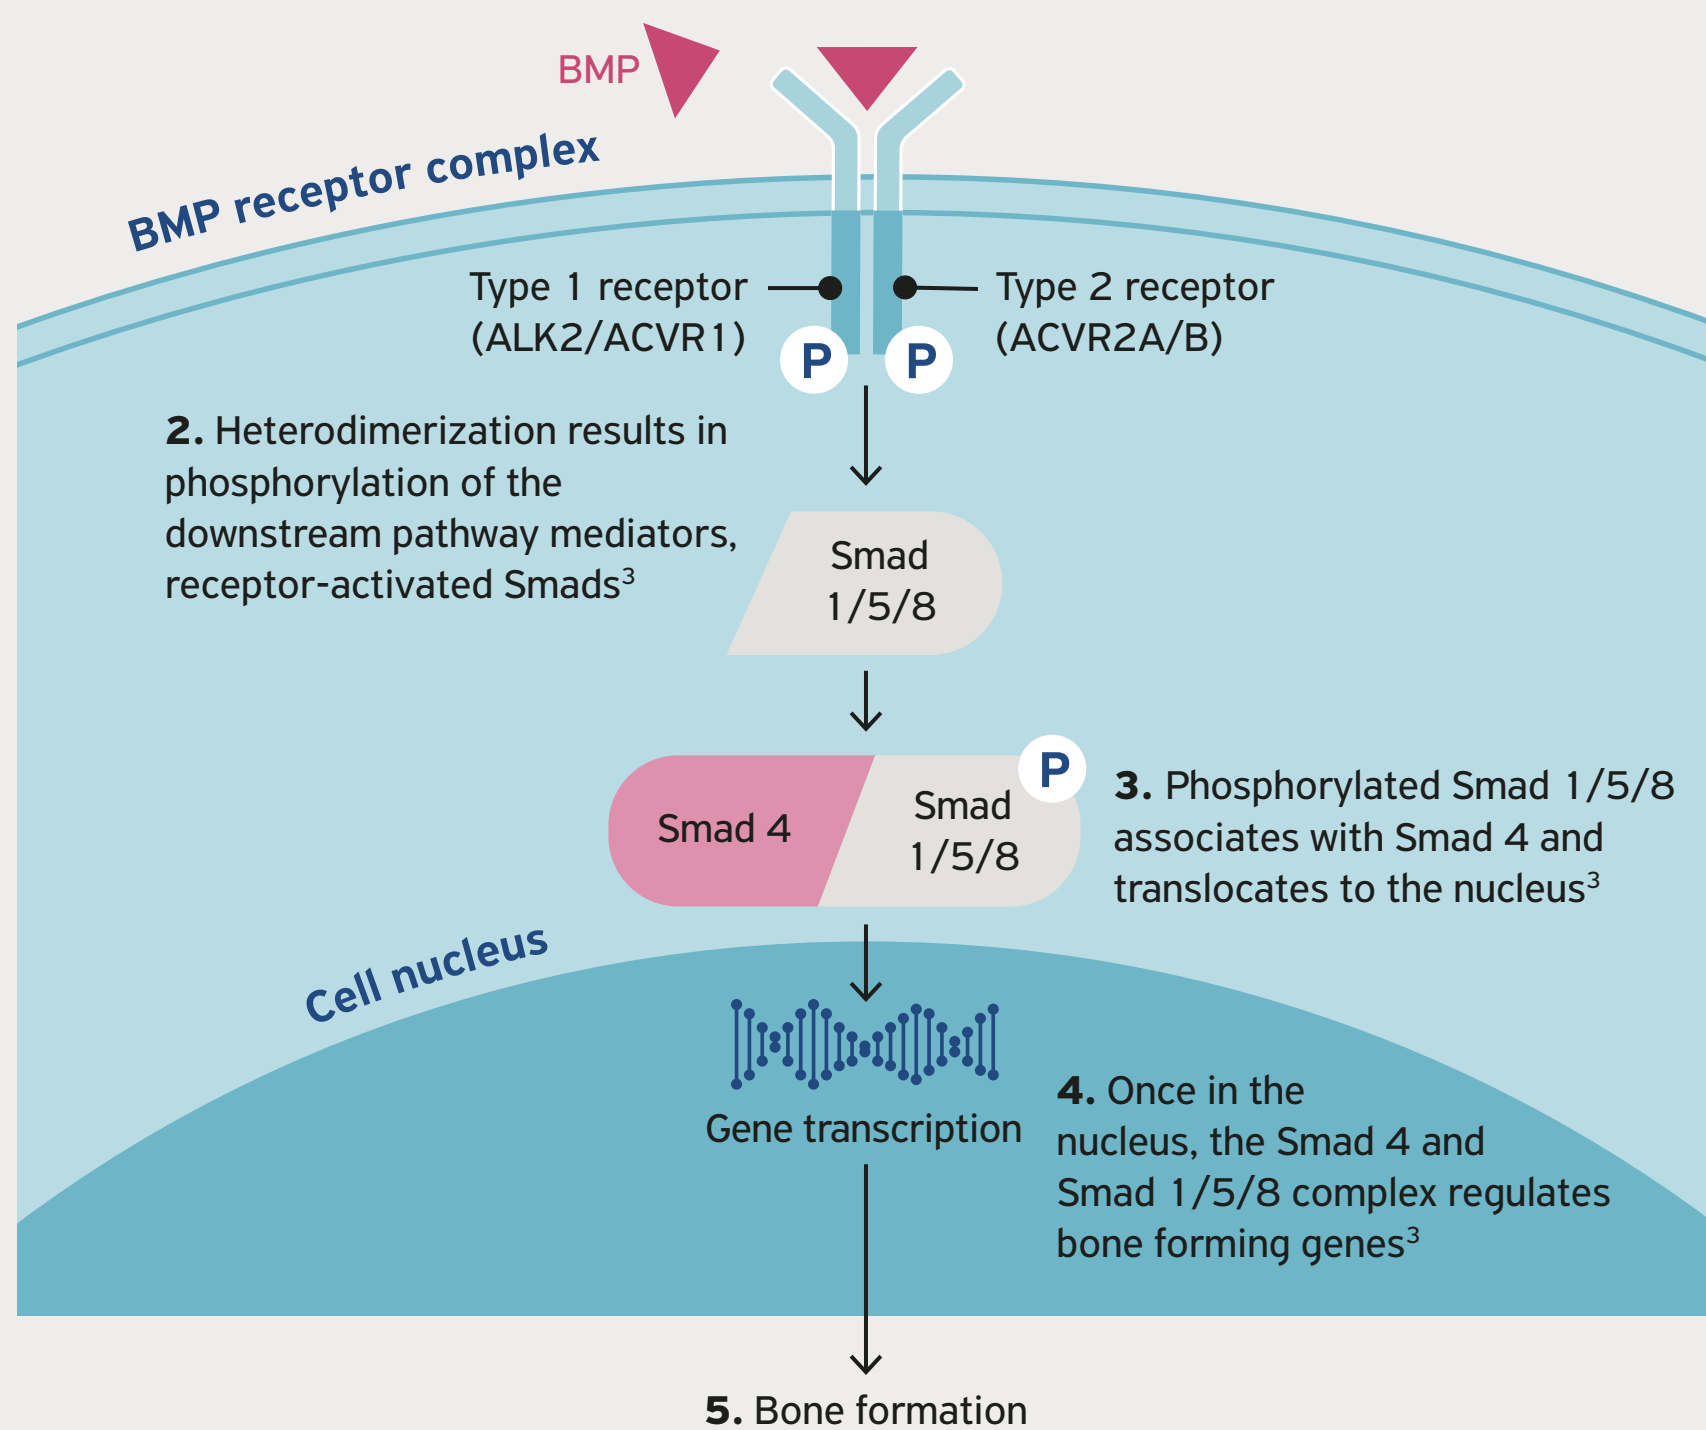 BMP
BMP receptor complex
Type 1 receptor
(ALK2/ACVR1)
Type 2 receptor
(ACVR2A/B)
P
P
2. Heterodimerization results in
phosphorylation of the
downstream pathway mediators,
receptor-activated Smads³
Smad
1/5/8
Smad 4
Smad
1/5/8
P
3. Phosphorylated Smad 1/5/8
associates with Smad 4 and
translocates to the nucleus³
Cell nucleus
Gene transcription
4. Once in the
nucleus, the Smad 4 and
Smad 1/5/8 complex regulates
bone forming genes³
5. Bone formation